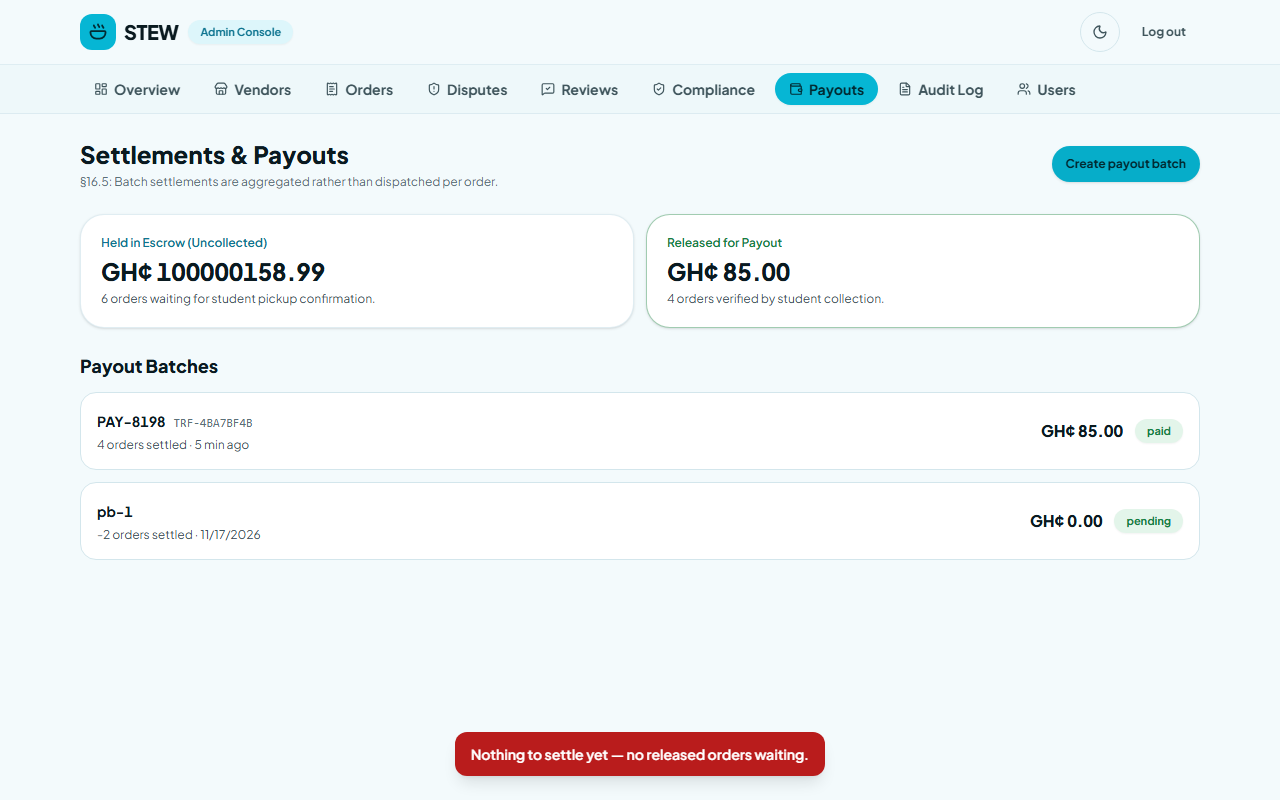 STEW Admin Console Log out
Overview Vendors Orders Disputes Reviews Compliance Payouts Audit Log Users
Settlements & Payouts
§16.5: Batch settlements are aggregated rather than dispatched per order.
Create payout batch
Held in Escrow (Uncollected)
GH¢ 100000158.99
6 orders waiting for student pickup confirmation.
Released for Payout
GH¢ 85.00
4 orders verified by student collection.
Payout Batches
PAY-8198 TRF-4BA7BF4B
4 orders settled · 5 min ago
GH¢ 85.00 paid
pb-1
-2 orders settled · 11/17/2026
GH¢ 0.00 pending
Nothing to settle yet — no released orders waiting.